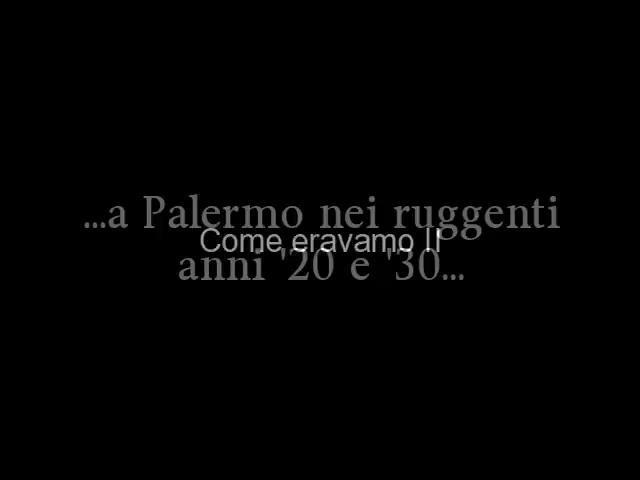 ...a Palermo nei ruggenti
Come eravamo II
anni '20 e '30...